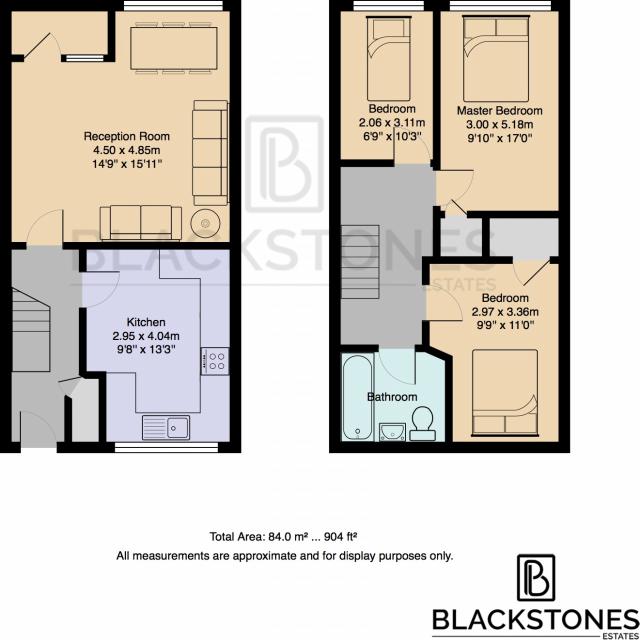 Reception Room
4.50 x 4.85m
14'9" x 15'11"
Kitchen
2.95 x 4.04m
9'8" x 13'3"
Bedroom
2.06 x 3.11m
6'9" x 10'3"
Master Bedroom
3.00 x 5.18m
9'10" x 17'0"
Bedroom
2.97 x 3.36m
9'9" x 11'0"
Bathroom
BLACKSTONES
ESTATES
Total Area: 84.0 m² ... 904 ft²
All measurements are approximate and for display purposes only.
B
BLACKSTONES
ESTATES